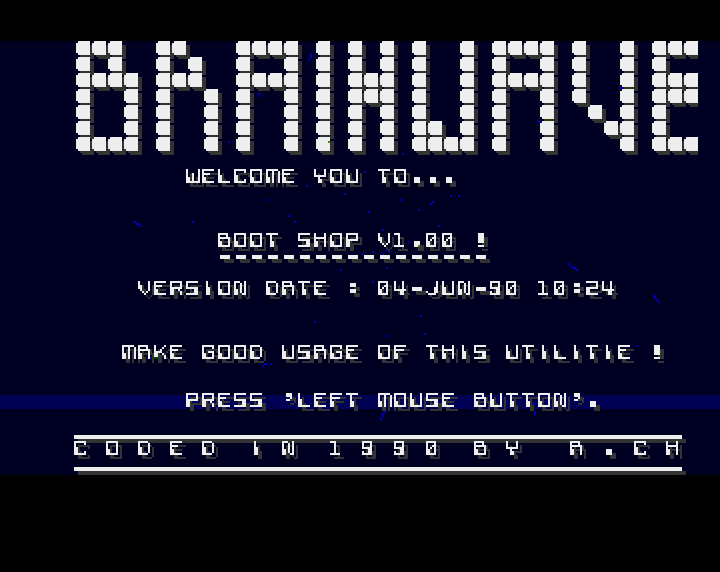 BRAINWAVE
WELCOME YOU TO...
BOOT SHOP V1.00 !
VERSION DATE : 04-JUN-90 10:24
MAKE GOOD USAGE OF THIS UTILITIE !
PRESS 'LEFT MOUSE BUTTON'.
CODED IN 1990 BY R.CH